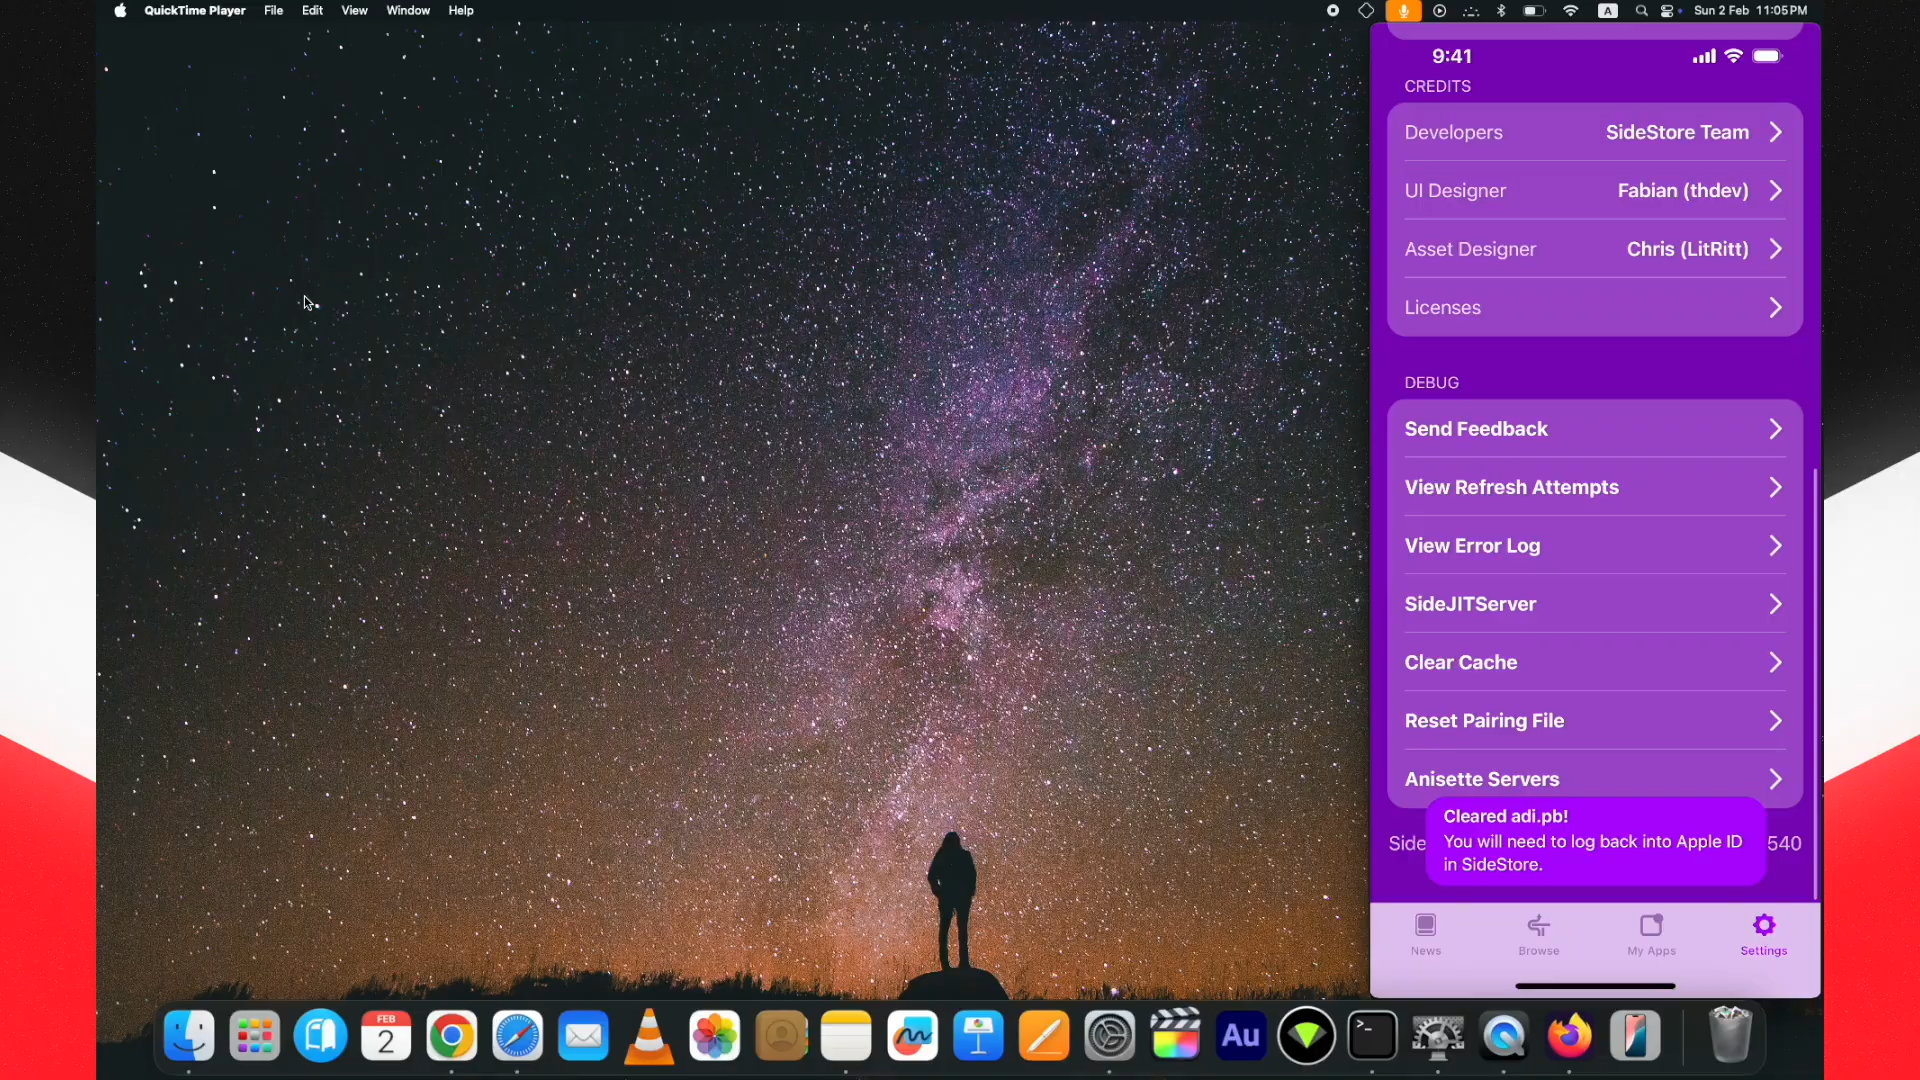 QuickTime Player File Edit View Window Help
A Sun 2 Feb 11:05PM
9:41
CREDITS
Developers SideStore Team
UI Designer Fabian (thdev)
Asset Designer Chris (LitRitt)
Licenses
DEBUG
Send Feedback
View Refresh Attempts
View Error Log
SideJITServer
Clear Cache
Reset Pairing File
Anisette Servers
Cleared adi.pb!
You will need to log back into Apple ID
in SideStore.
Side 540
News Browse My Apps Settings
FEB
2
Au
>-